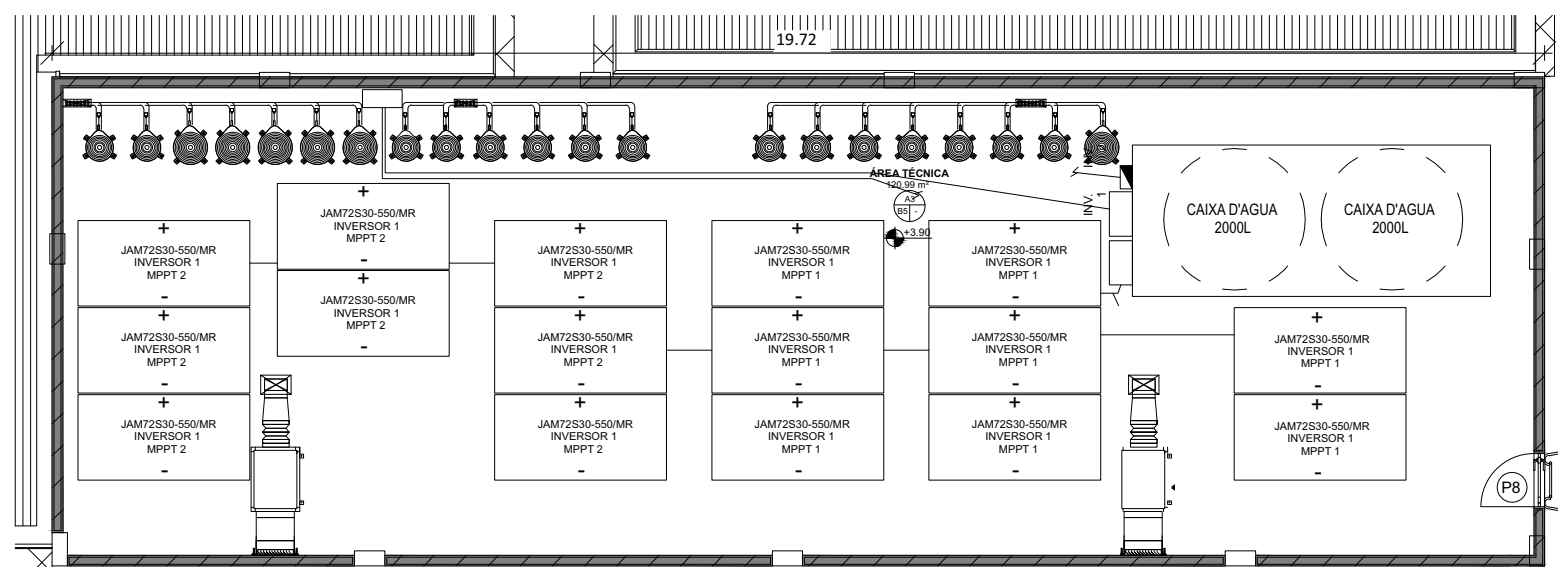 19.72
ÁREA TÉCNICA
120.99 m²
A3
B5 -
+3.90
INV.
INV. 1
CAIXA D'AGUA
2000L
CAIXA D'AGUA
2000L
+
JAM72S30-550/MR
INVERSOR 1
MPPT 2
-
+
JAM72S30-550/MR
INVERSOR 1
MPPT 2
-
+
JAM72S30-550/MR
INVERSOR 1
MPPT 2
-
+
JAM72S30-550/MR
INVERSOR 1
MPPT 2
-
+
JAM72S30-550/MR
INVERSOR 1
MPPT 2
-
+
JAM72S30-550/MR
INVERSOR 1
MPPT 2
-
+
JAM72S30-550/MR
INVERSOR 1
MPPT 2
-
+
JAM72S30-550/MR
INVERSOR 1
MPPT 2
-
+
JAM72S30-550/MR
INVERSOR 1
MPPT 1
-
+
JAM72S30-550/MR
INVERSOR 1
MPPT 1
-
+
JAM72S30-550/MR
INVERSOR 1
MPPT 1
-
+
JAM72S30-550/MR
INVERSOR 1
MPPT 1
-
+
JAM72S30-550/MR
INVERSOR 1
MPPT 1
-
+
JAM72S30-550/MR
INVERSOR 1
MPPT 1
-
+
JAM72S30-550/MR
INVERSOR 1
MPPT 1
-
+
JAM72S30-550/MR
INVERSOR 1
MPPT 1
-
P8